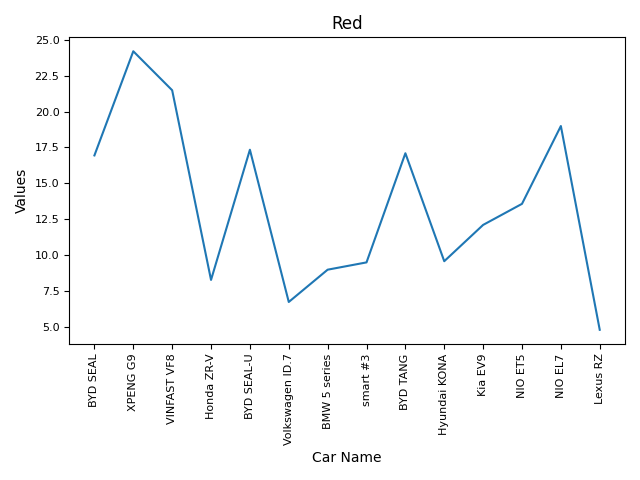 Red
25.0
22.5
20.0
17.5
15.0
12.5
10.0
7.5
5.0
Values
BYD SEAL
XPENG G9
VINFAST VF8
Honda ZR-V
BYD SEAL-U
Volkswagen ID.7
BMW 5 series
smart #3
BYD TANG
Hyundai KONA
Kia EV9
NIO ET5
NIO EL7
Lexus RZ
Car Name